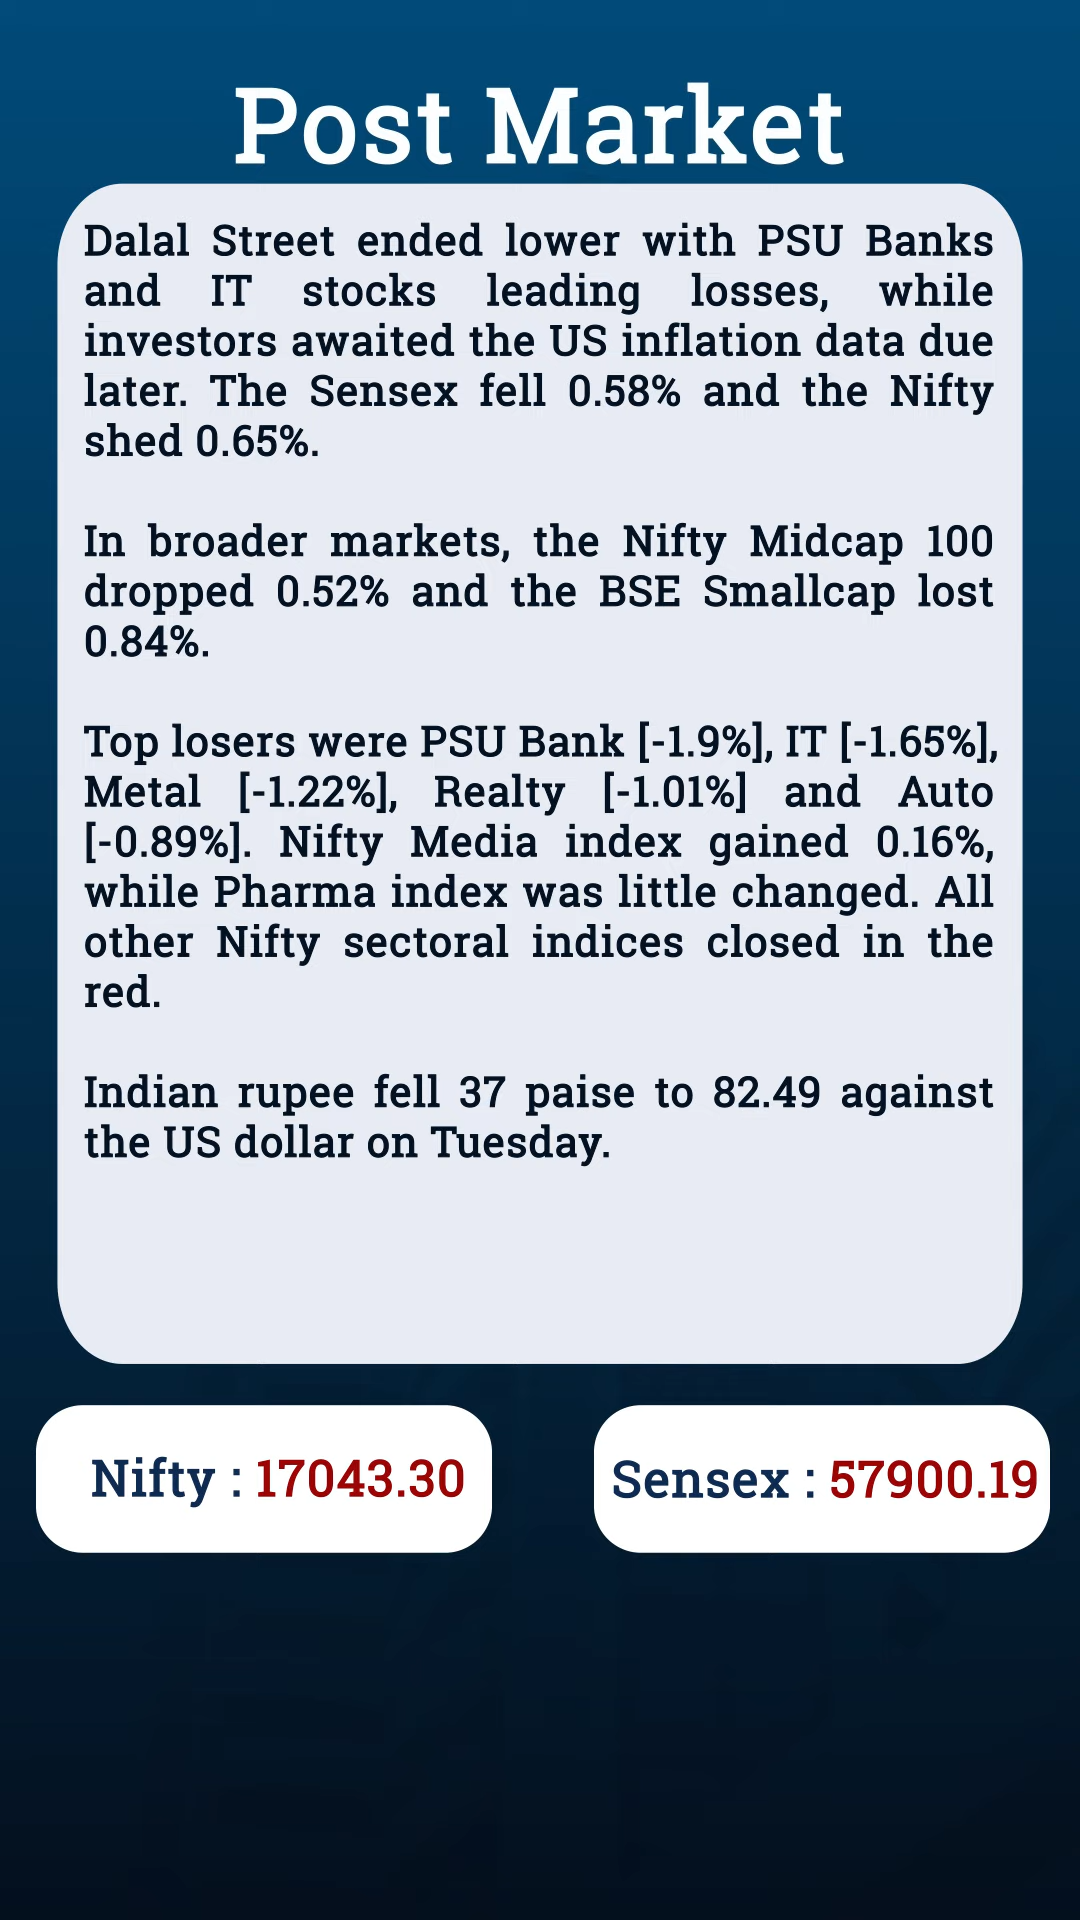 Post Market
Dalal Street ended lower with PSU Banks
and IT stocks leading losses, while
investors awaited the US inflation data due
later. The Sensex fell 0.58% and the Nifty
shed 0.65%.
In broader markets, the Nifty Midcap 100
dropped 0.52% and the BSE Smallcap lost
0.84%.
Top losers were PSU Bank [-1.9%], IT [-1.65%],
Metal [-1.22%], Realty [-1.01%] and Auto
[-0.89%]. Nifty Media index gained 0.16%,
while Pharma index was little changed. All
other Nifty sectoral indices closed in the
red.
Indian rupee fell 37 paise to 82.49 against
the US dollar on Tuesday.
Nifty : 17043.30
Sensex : 57900.19